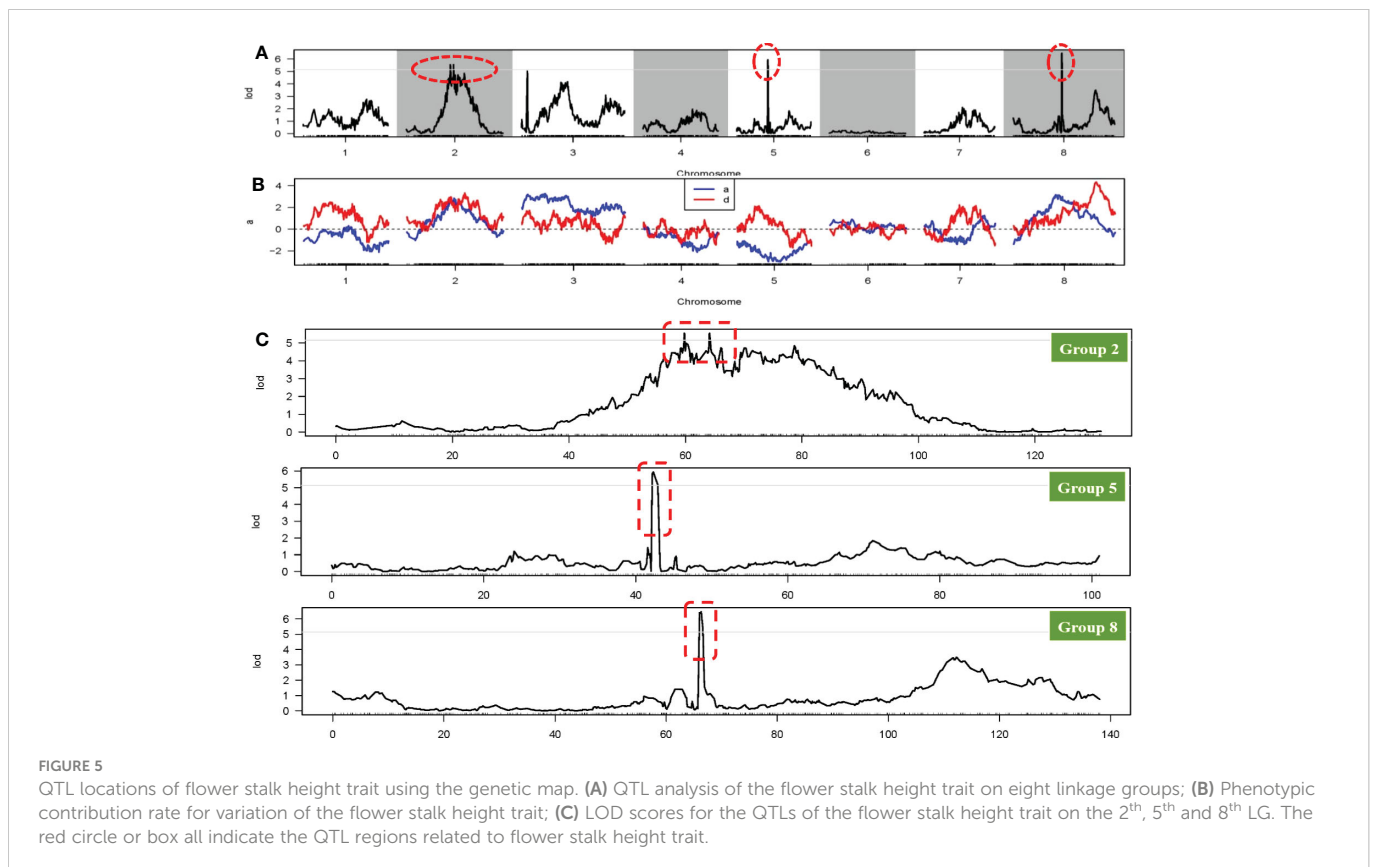 A
lod
6
5
4
3
2
1
0
1 2 3 4 5 6 7 8
Chromosome
B
a
4
2
0
−2
a
d
1 2 3 4 5 6 7 8
Chromosome
C
lod
5
4
3
2
1
0
Group 2
0 20 40 60 80 100 120
lod
6
5
4
3
2
1
0
Group 5
0 20 40 60 80 100
lod
6
5
4
3
2
1
0
Group 8
0 20 40 60 80 100 120 140
FIGURE 5
QTL locations of flower stalk height trait using the genetic map. (A) QTL analysis of the flower stalk height trait on eight linkage groups; (B) Phenotypic
contribution rate for variation of the flower stalk height trait; (C) LOD scores for the QTLs of the flower stalk height trait on the 2th, 5th and 8th LG. The
red circle or box all indicate the QTL regions related to flower stalk height trait.